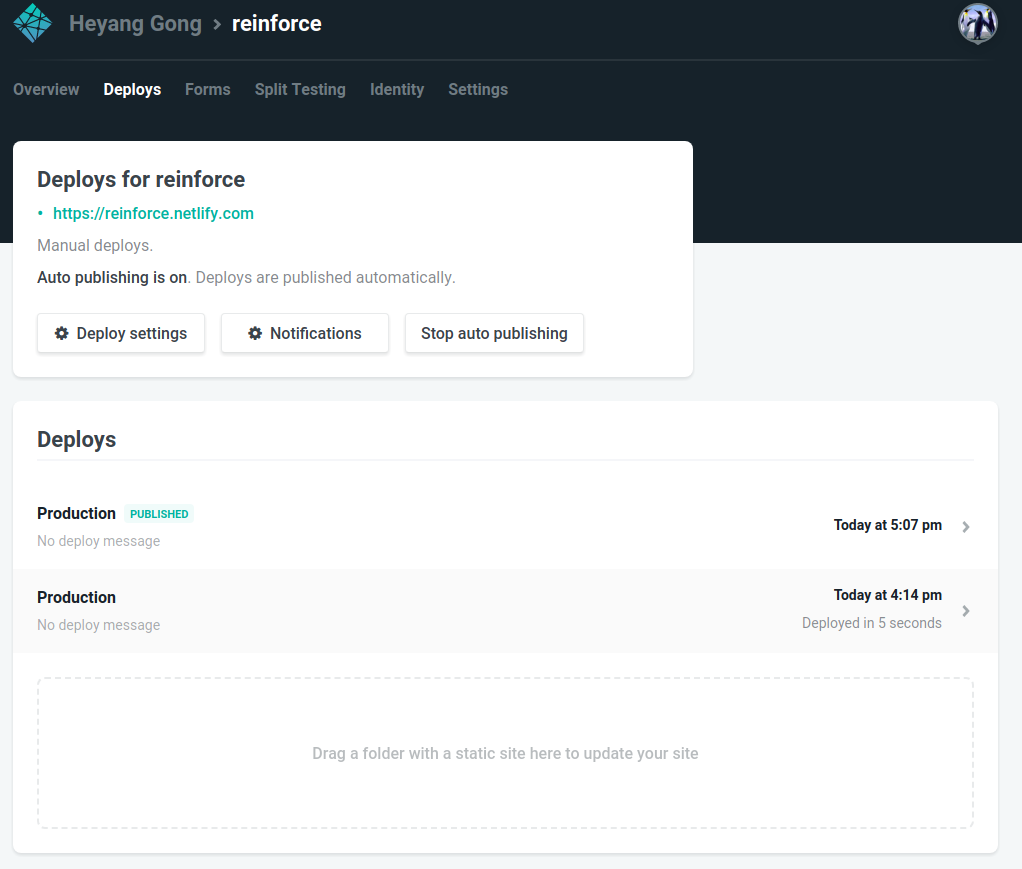 Heyang Gong > reinforce
Overview Deploys Forms Split Testing Identity Settings
Deploys for reinforce
• https://reinforce.netlify.com
Manual deploys.
Auto publishing is on. Deploys are published automatically.
Deploy settings Notifications Stop auto publishing
Deploys
Production PUBLISHED
Today at 5:07 pm
No deploy message
Production
Today at 4:14 pm
No deploy message
Deployed in 5 seconds
Drag a folder with a static site here to update your site